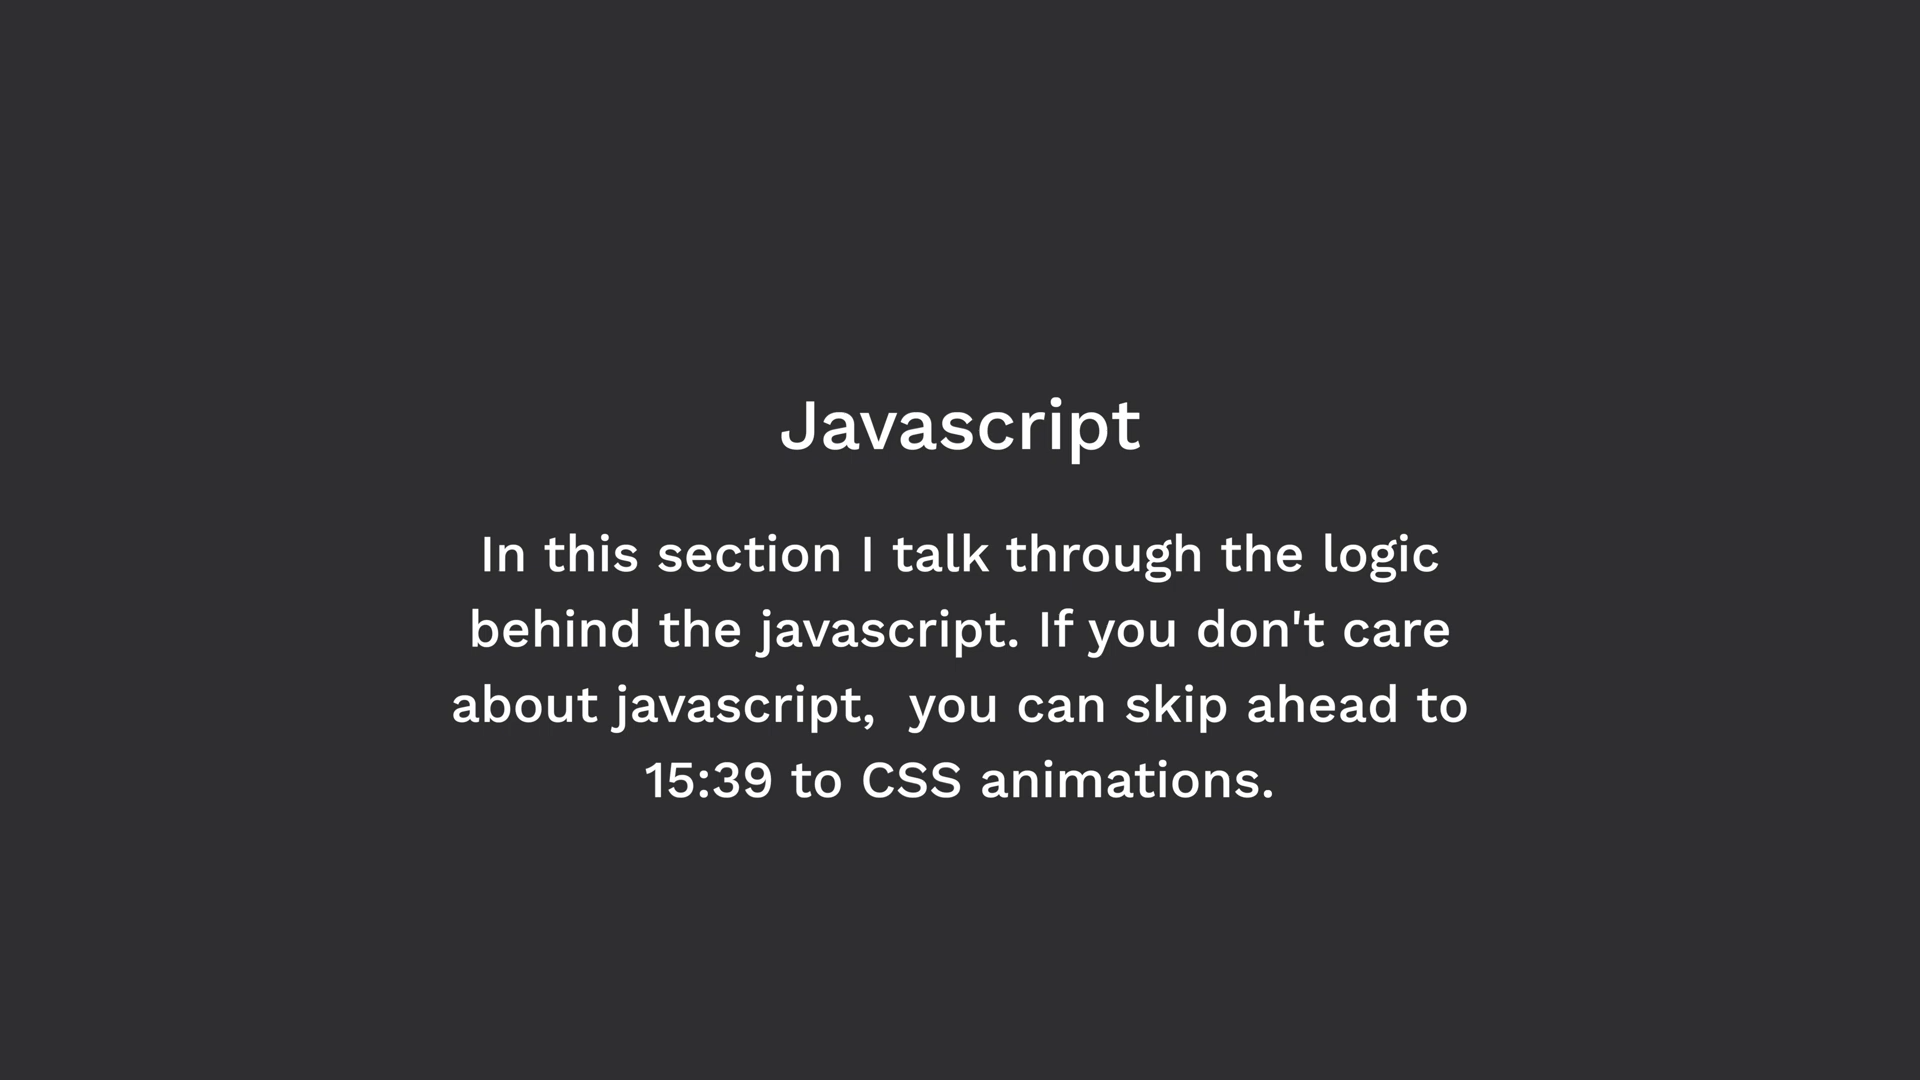 Javascript
In this section I talk through the logic
behind the javascript. If you don't care
about javascript,  you can skip ahead to
15:39 to CSS animations.